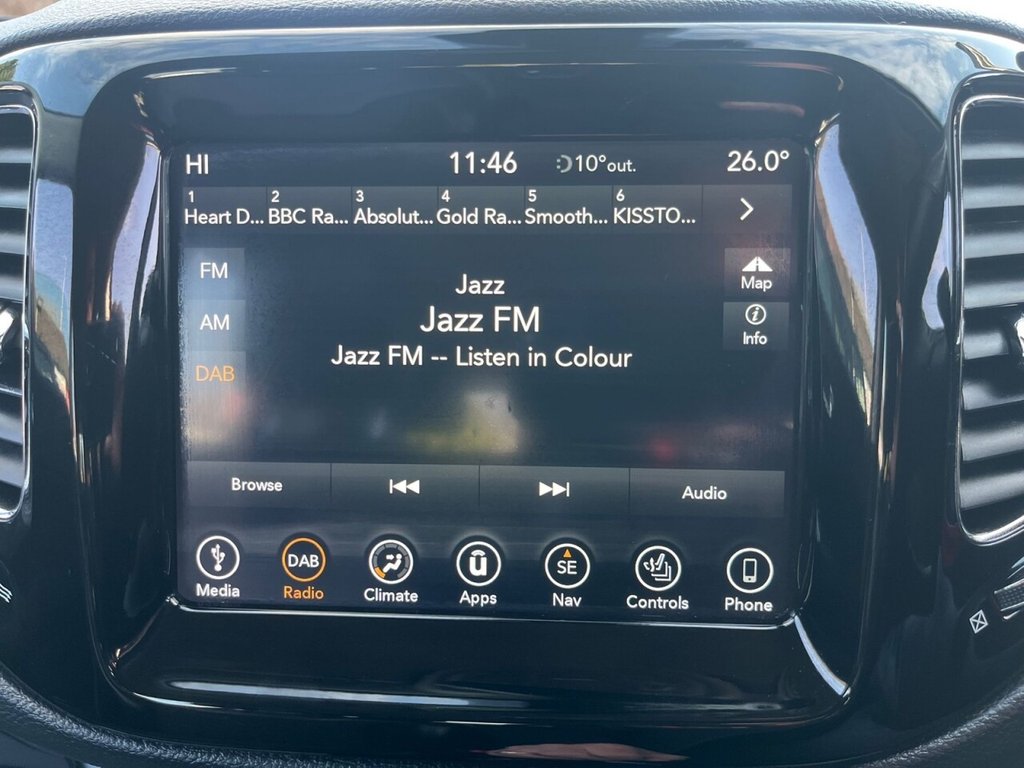 HI 11:46 10°out. 26.0°
1 2 3 4 5 6
Heart D... BBC Ra... Absolut... Gold Ra... Smooth... KISSTO...
FM
AM
DAB
Jazz
Jazz FM
Jazz FM -- Listen in Colour
Map
Info
Browse Audio
DAB SE
Media Radio Climate Apps Nav Controls Phone